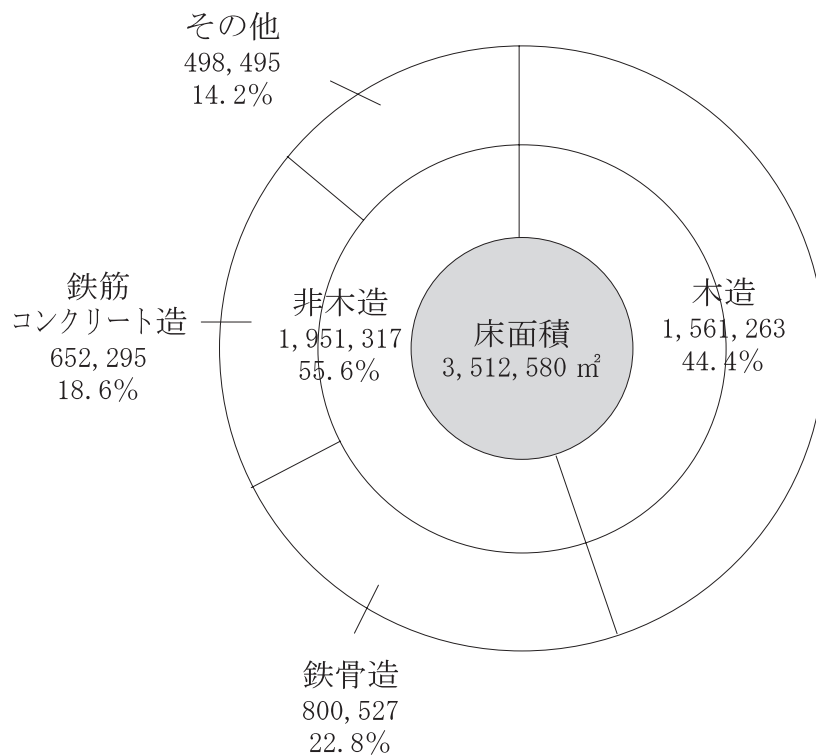 その他
498,495
14.2%
鉄筋
コンクリート造
652,295
18.6%
非木造
1,951,317
55.6%
床面積
3,512,580 ㎡
木造
1,561,263
44.4%
鉄骨造
800,527
22.8%